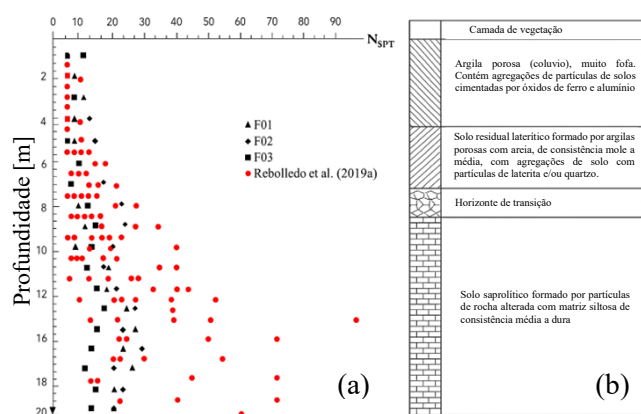 0 10 20 30 40 50 60 70 80 90 100
N_SPT
Profundidade [m]
2
4
6
8
10
12
14
16
18
20
F01
F02
F03
Rebolledo et al. (2019a)
(a)
Camada de vegetação
Argila porosa (coluvio), muito fofa.
Contém agregações de partículas de solos
cimentadas por óxidos de ferro e alumínio
Solo residual laterítico formado por argilas
porosas com areia, de consistência mole a
média, com agregações de solo com
partículas de laterita e/ou quartzo.
Horizonte de transição
Solo saprolítico formado por partículas
de rocha alterada com matriz siltosa
de consistência média a dura
(b)